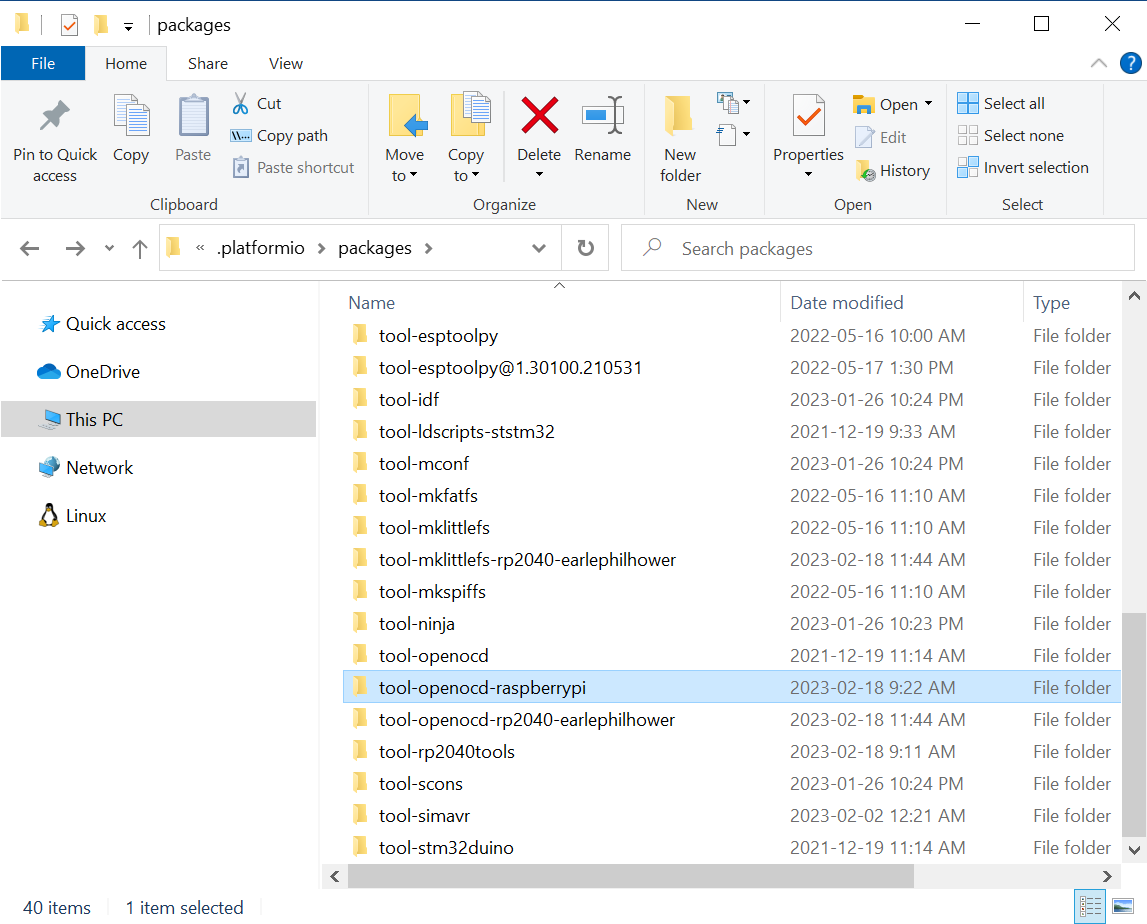 packages
File Home Share View
?
Pin to Quick access
Copy
Paste
Cut
Copy path
Paste shortcut
Clipboard
Move to
Copy to
Delete
Rename
Organize
New folder
New
Properties
Open
Edit
History
Open
Select all
Select none
Invert selection
Select
« .platformio > packages >
Search packages
Quick access
OneDrive
This PC
Network
Linux
Name Date modified Type
tool-esptoolpy 2022-05-16 10:00 AM File folder
tool-esptoolpy@1.30100.210531 2022-05-17 1:30 PM File folder
tool-idf 2023-01-26 10:24 PM File folder
tool-ldscripts-ststm32 2021-12-19 9:33 AM File folder
tool-mconf 2023-01-26 10:24 PM File folder
tool-mkfatfs 2022-05-16 11:10 AM File folder
tool-mklittlefs 2022-05-16 11:10 AM File folder
tool-mklittlefs-rp2040-earlephilhower 2023-02-18 11:44 AM File folder
tool-mkspiffs 2022-05-16 11:10 AM File folder
tool-ninja 2023-01-26 10:23 PM File folder
tool-openocd 2021-12-19 11:14 AM File folder
tool-openocd-raspberrypi 2023-02-18 9:22 AM File folder
tool-openocd-rp2040-earlephilhower 2023-02-18 11:44 AM File folder
tool-rp2040tools 2023-02-18 9:11 AM File folder
tool-scons 2023-01-26 10:24 PM File folder
tool-simavr 2023-02-02 12:21 AM File folder
tool-stm32duino 2021-12-19 11:14 AM File folder
40 items 1 item selected